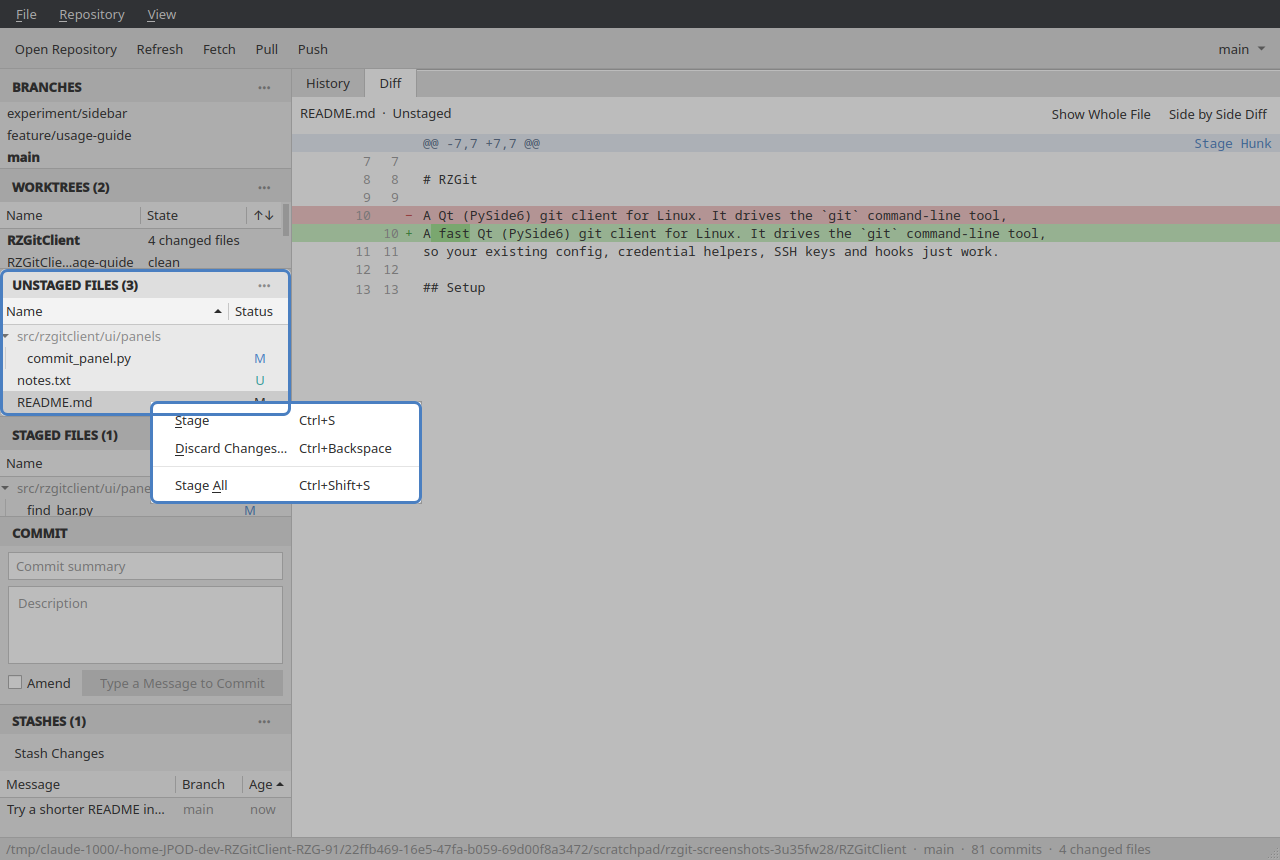 File Repository View
Open Repository Refresh Fetch Pull Push main
BRANCHES ...
experiment/sidebar
feature/usage-guide
main
WORKTREES (2) ...
Name State ↑↓
RZGitClient 4 changed files
RZGitClie...age-guide clean
UNSTAGED FILES (3) ...
Name Status
src/rzgitclient/ui/panels
commit_panel.py M
notes.txt U
README.md M
Stage Ctrl+S
Discard Changes... Ctrl+Backspace
Stage All Ctrl+Shift+S
STAGED FILES (1)
Name
src/rzgitclient/ui/pane
find_bar.py M
COMMIT
Commit summary
Description
Amend Type a Message to Commit
STASHES (1) ...
Stash Changes
Message Branch Age
Try a shorter README in... main now
History Diff
README.md · Unstaged Show Whole File Side by Side Diff
@@ -7,7 +7,7 @@ Stage Hunk
7 7
8 8 # RZGit
9 9
10 - A Qt (PySide6) git client for Linux. It drives the `git` command-line tool,
10 + A fast Qt (PySide6) git client for Linux. It drives the `git` command-line tool,
11 11 so your existing config, credential helpers, SSH keys and hooks just work.
12 12
13 13 ## Setup
/tmp/claude-1000/-home-JPOD-dev-RZGitClient-RZG-91/22ffb469-16e5-47fa-b059-69d00f8a3472/scratchpad/rzgit-screenshots-3u35fw28/RZGitClient · main · 81 commits · 4 changed files